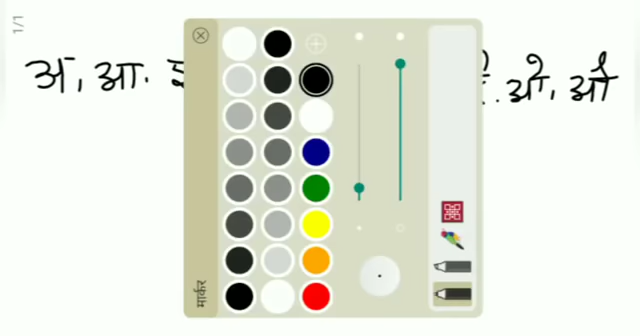 1/1
अ, आ.
. ओ, औ
मार्कर